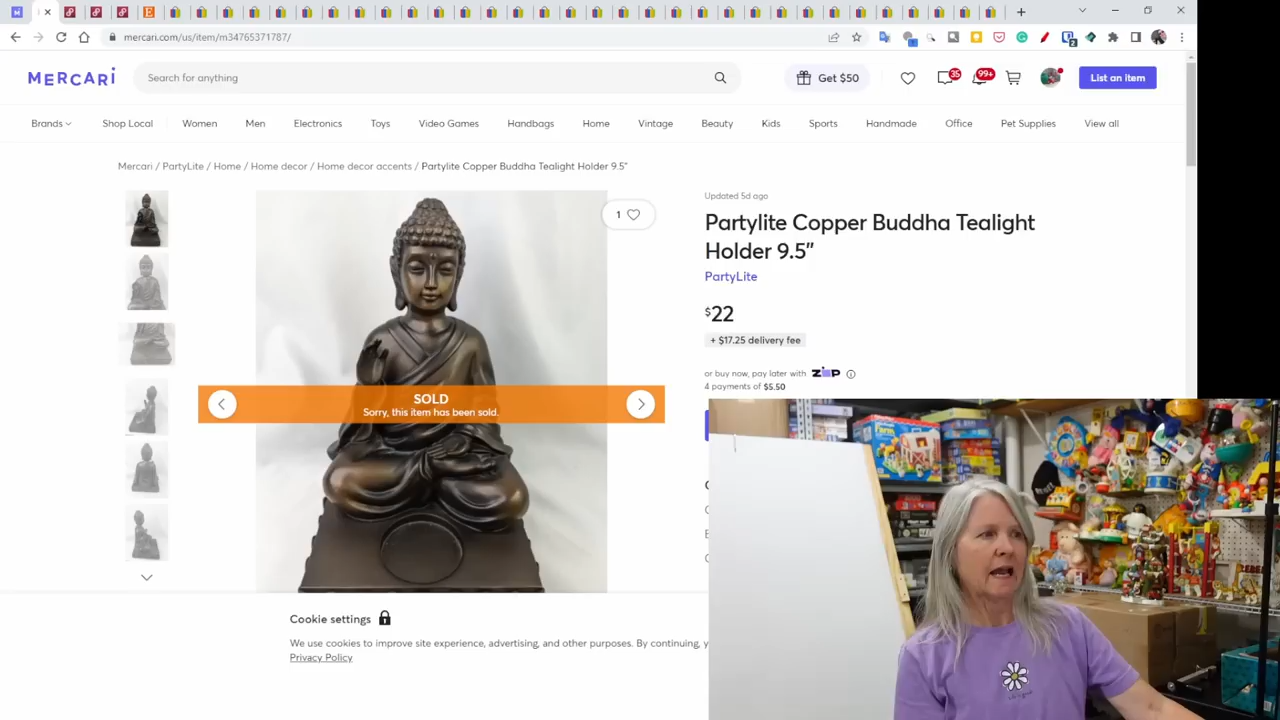 mercari.com/us/item/m34765371787/
2
MERCARI
Search for anything
Get $50
35
99+
List an item
Brands
Shop Local
Women
Men
Electronics
Toys
Video Games
Handbags
Home
Vintage
Beauty
Kids
Sports
Handmade
Office
Pet Supplies
View all
Mercari / PartyLite / Home / Home decor / Home decor accents / Partylite Copper Buddha Tealight Holder 9.5"
1
Updated 5d ago
Partylite Copper Buddha Tealight
Holder 9.5"
PartyLite
$22
+ $17.25 delivery fee
or buy now, pay later with ZIP
4 payments of $5.50
SOLD
Sorry, this item has been sold.
Cookie settings
We use cookies to improve site experience, advertising, and other purposes. By continuing, y
Privacy Policy
Farm